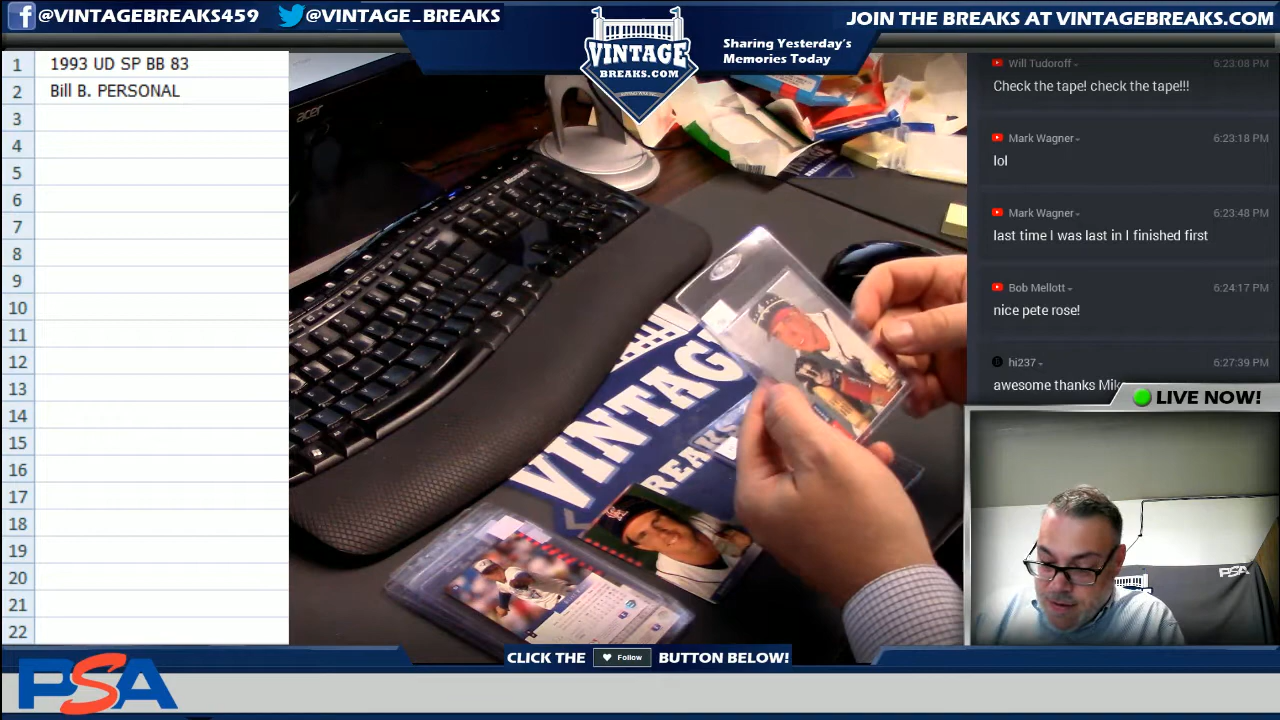 @VINTAGEBREAKS459
@VINTAGE_BREAKS
JOIN THE BREAKS AT VINTAGEBREAKS.COM
VINTAGE
BREAKS.COM
Sharing Yesterday's
Memories Today
1 1993 UD SP BB 83
2 Bill B. PERSONAL
3
4
5
6
7
8
9
10
11
12
13
14
15
16
17
18
19
20
21
22
acer
Microsoft
VINTAGE
BREAKS
Will Tudoroff 6:23:08 PM
Check the tape! check the tape!!!
Mark Wagner 6:23:18 PM
lol
Mark Wagner 6:23:48 PM
last time I was last in I finished first
Bob Mellott 6:24:17 PM
nice pete rose!
hi237 6:27:39 PM
awesome thanks Mik
LIVE NOW!
PSA
CLICK THE Follow BUTTON BELOW!
PSA